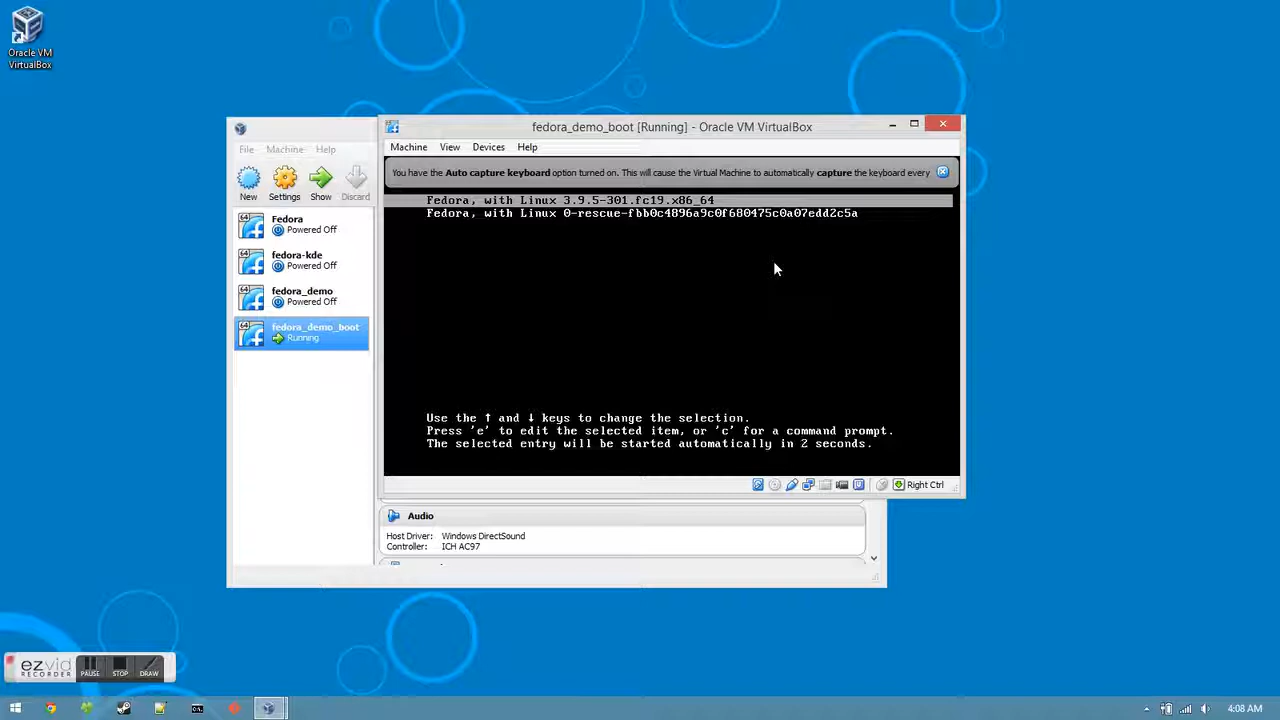 Oracle VM
VirtualBox
fedora_demo_boot [Running] - Oracle VM VirtualBox
File Machine Help
Machine View Devices Help
You have the Auto capture keyboard option turned on. This will cause the Virtual Machine to automatically capture the keyboard every
New Settings Show Discard
64
Fedora
Powered Off
64
fedora-kde
Powered Off
64
fedora_demo
Powered Off
64
fedora_demo_boot
Running
Fedora, with Linux 3.9.5-301.fc19.x86_64
Fedora, with Linux 0-rescue-fbb0c4896a9c0f680475c0a07edd2c5a
Use the ↑ and ↓ keys to change the selection.
Press 'e' to edit the selected item, or 'c' for a command prompt.
The selected entry will be started automatically in 2 seconds.
Right Ctrl
Audio
Host Driver: Windows DirectSound
Controller: ICH AC97
ezvid
RECORDER
PAUSE STOP DRAW
4:08 AM